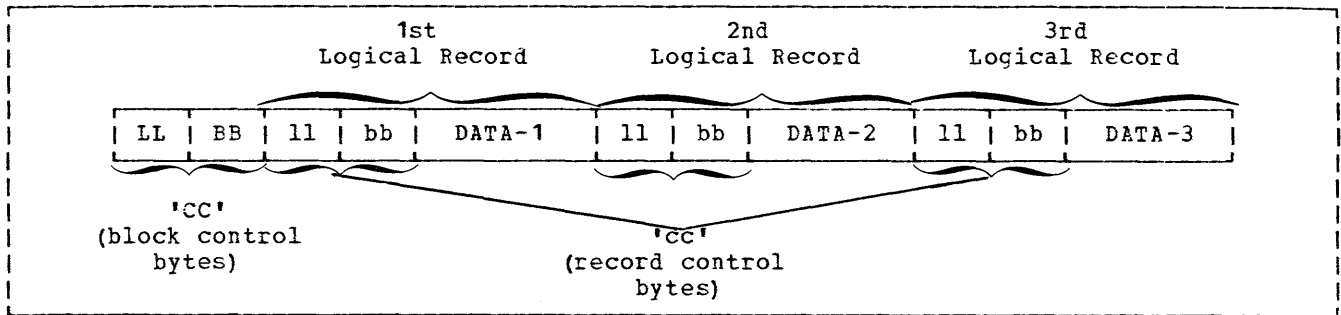 1st 2nd 3rd
Logical Record Logical Record Logical Record
| LL | BB | ll | bb | DATA-1 | ll | bb | DATA-2 | ll | bb | DATA-3 |
'CC' 'cc'
(block control (record control
bytes) bytes)